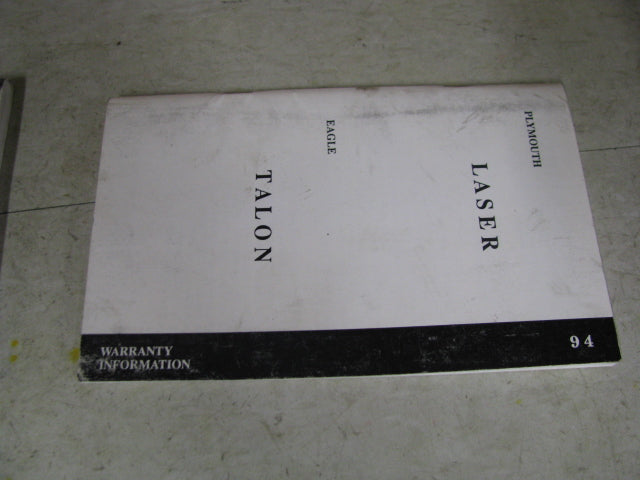 PLYMOUTH
LASER
EAGLE
TALON
94
WARRANTY
INFORMATION